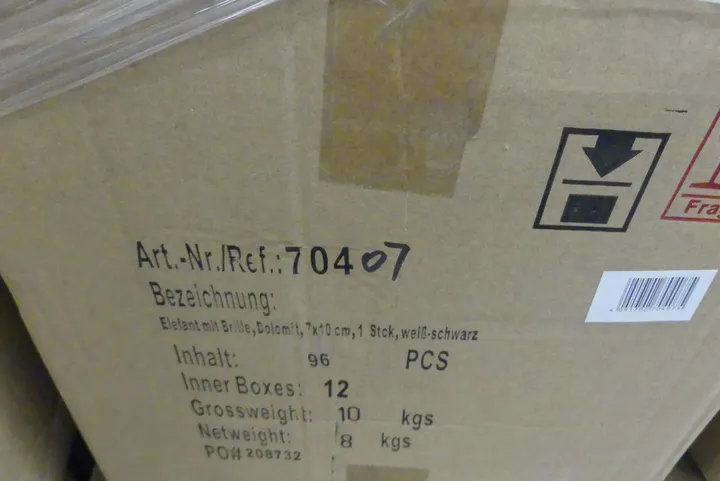 Art.-Nr./Ref.:70407
Bezeichnung:
Elefant mit Brille, Dolomit, 7x10 cm, 1 Stck, weiß-schwarz
Inhalt: 96 PCS
Inner Boxes: 12
Grossweight: 10 kgs
Netweight: 8 kgs
PO# 208732